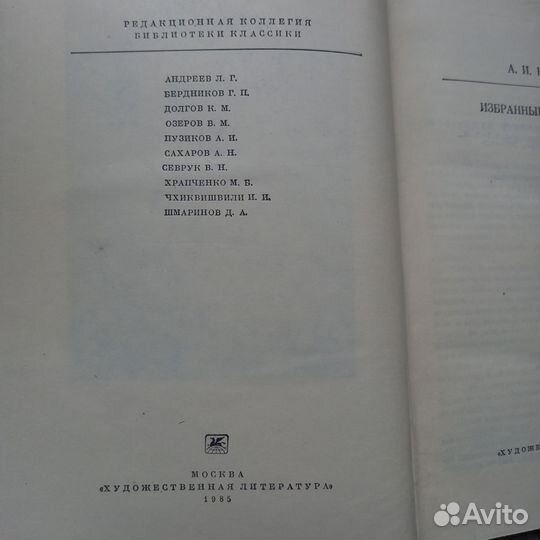 РЕДАКЦИОННАЯ КОЛЛЕГИЯ
БИБЛИОТЕКИ КЛАССИКИ
АНДРЕЕВ Л. Г.
БЕРДНИКОВ Г. П.
ДОЛГОВ К. М.
ОЗЕРОВ В. М.
ПУЗИКОВ А. И.
САХАРОВ А. Н.
СЕВРУК В. Н.
ХРАПЧЕНКО М. Б.
ЧХИКВИШВИЛИ И. И.
ШМАРИНОВ Д. А.
МОСКВА
«ХУДОЖЕСТВЕННАЯ ЛИТЕРАТУРА»
1985
А. И.
ИЗБРАННЫ
«ХУДОЖ
Avito